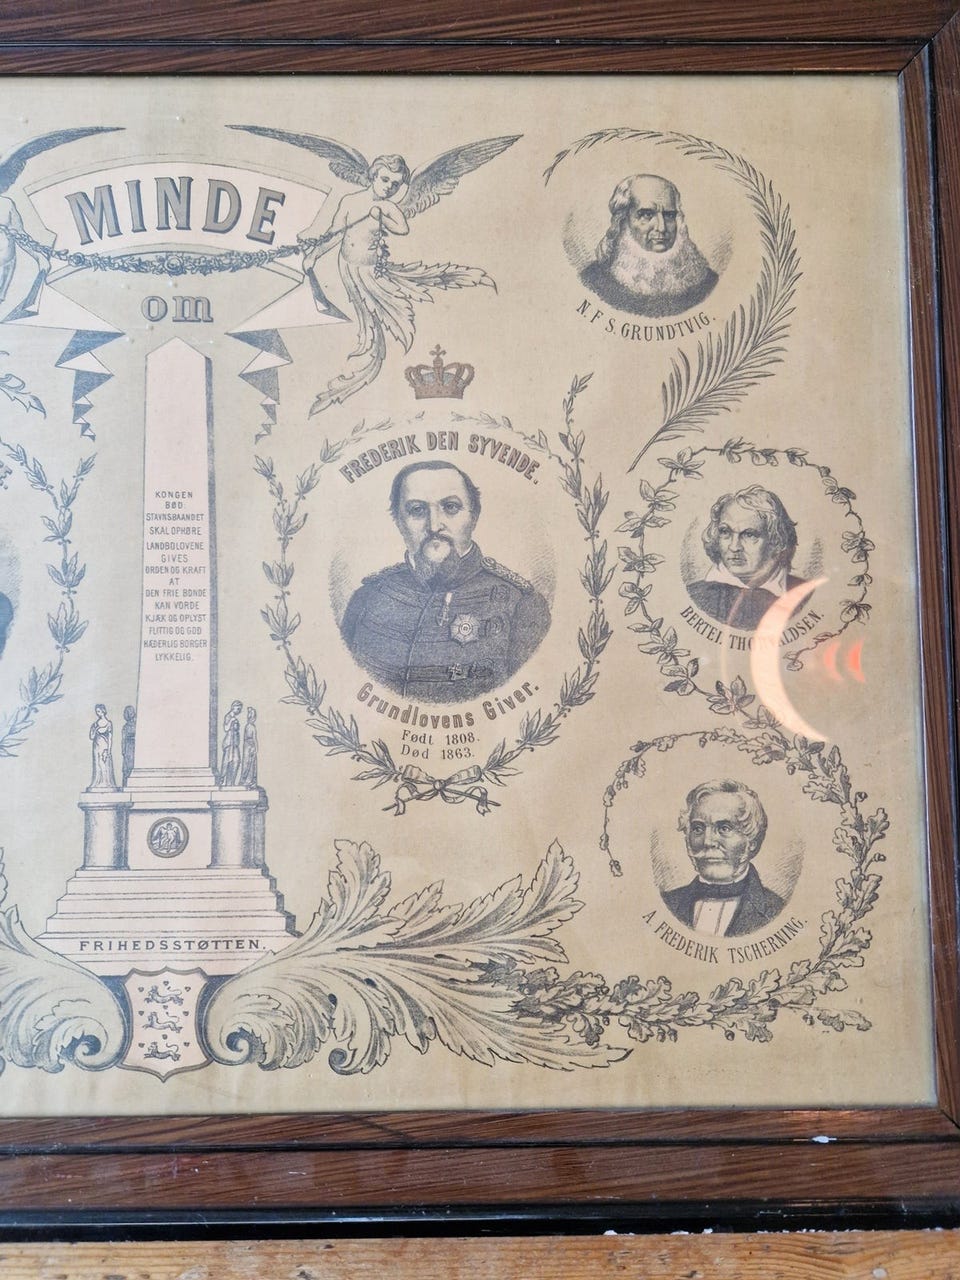 MINDE
om
N. F. S. GRUNDTVIG.
FREDERIK DEN SYVENDE.
KONGEN
BØD
STAVNSBAANDET
SKAL OPHØRE
LANDBOLOVENE
GIVES
ORDEN OG KRAFT
AT
DEN FRIE BONDE
KAN VORDE
KJÆK OG OPLYST
FLITTIG OG GOD
HÆDERLIG BORGER
LYKKELIG.
BERTEL THORVALDSEN.
Grundlovens Giver.
Født 1808.
Død 1863.
A. FREDERIK TSCHERNING.
FRIHEDSSTØTTEN.